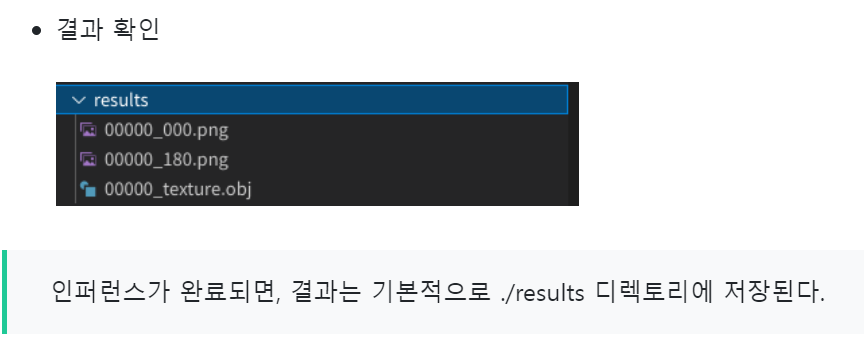 결과 확인
results
00000_000.png
00000_180.png
00000_texture.obj
인퍼런스가 완료되면, 결과는 기본적으로 ./results 디렉토리에 저장된다.